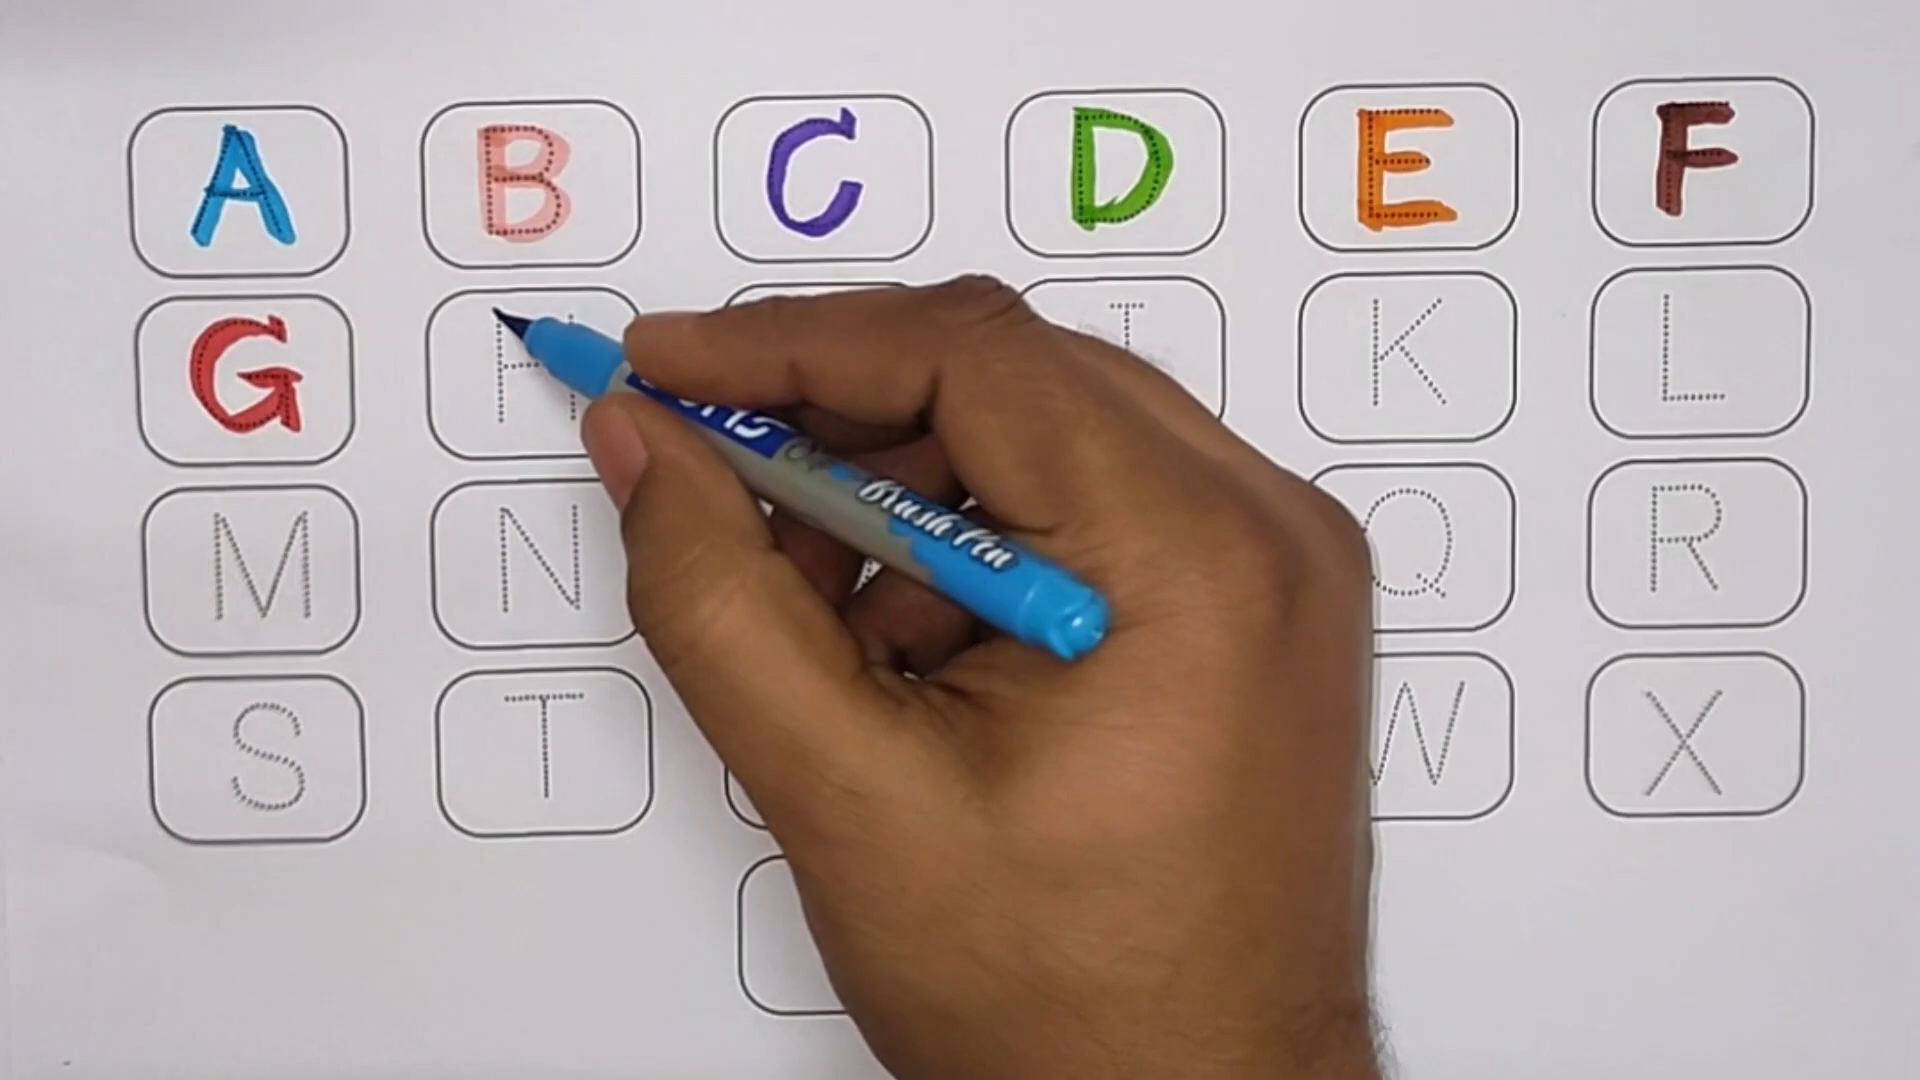 A B C D E F
G H J K L
M N Q R
S T W X
Brush Pen